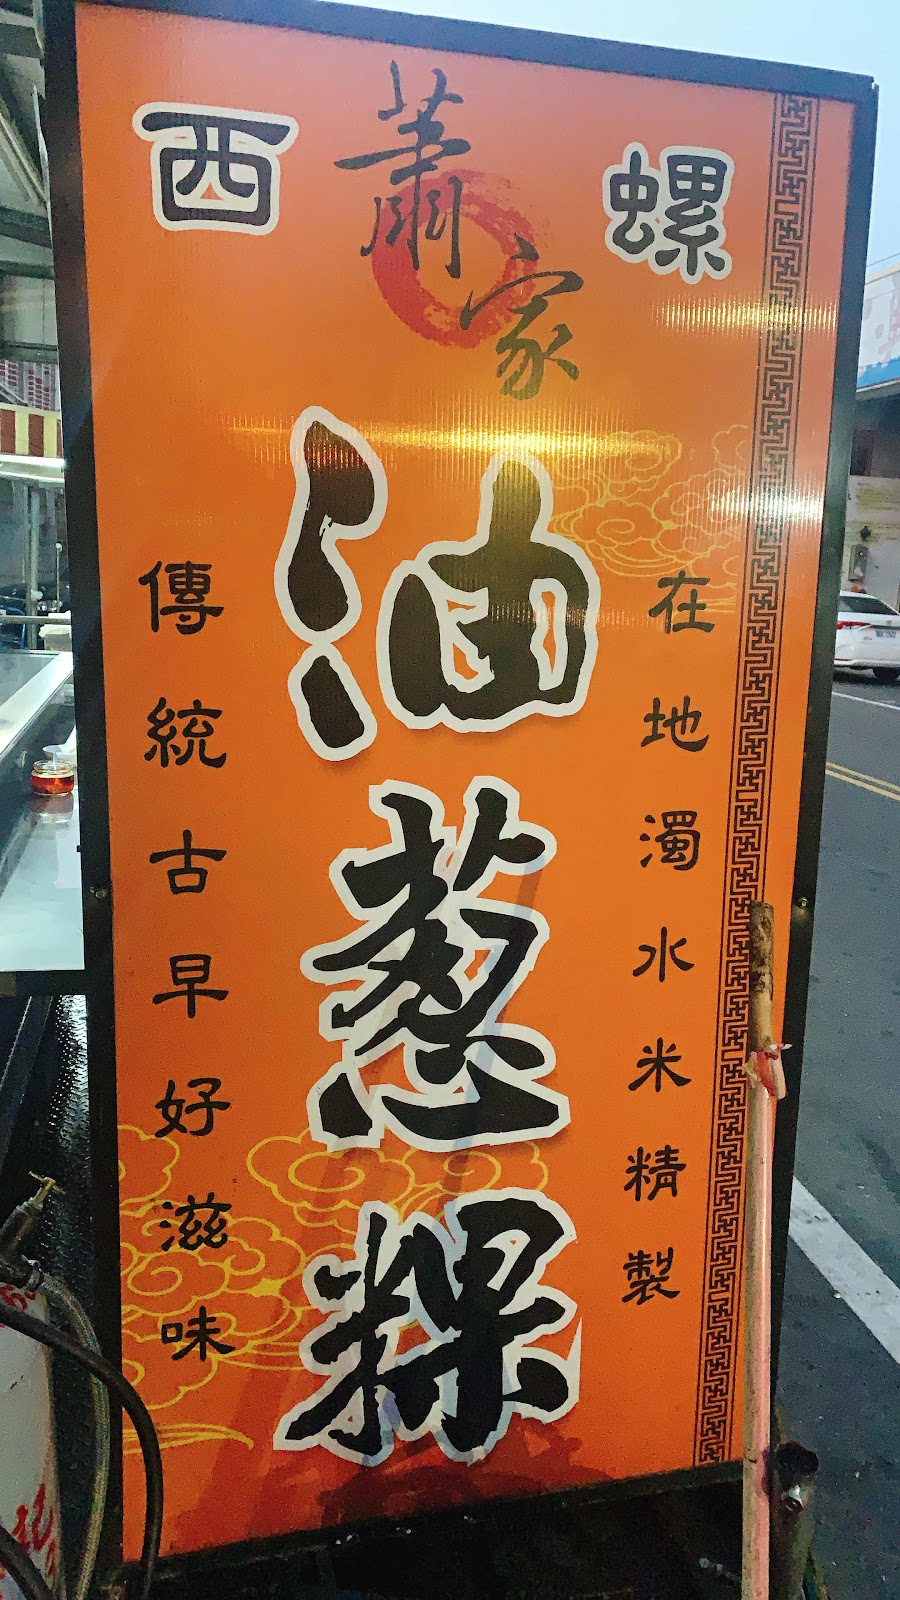 西螺
蕭家
油葱粿
在地濁水米精製
傳統古早好滋味